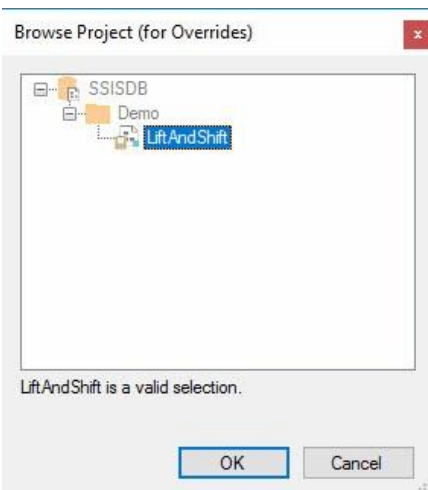 Browse Project (for Overrides)
x
SSISDB
Demo
LiftAndShift
LiftAndShift is a valid selection.
OK Cancel